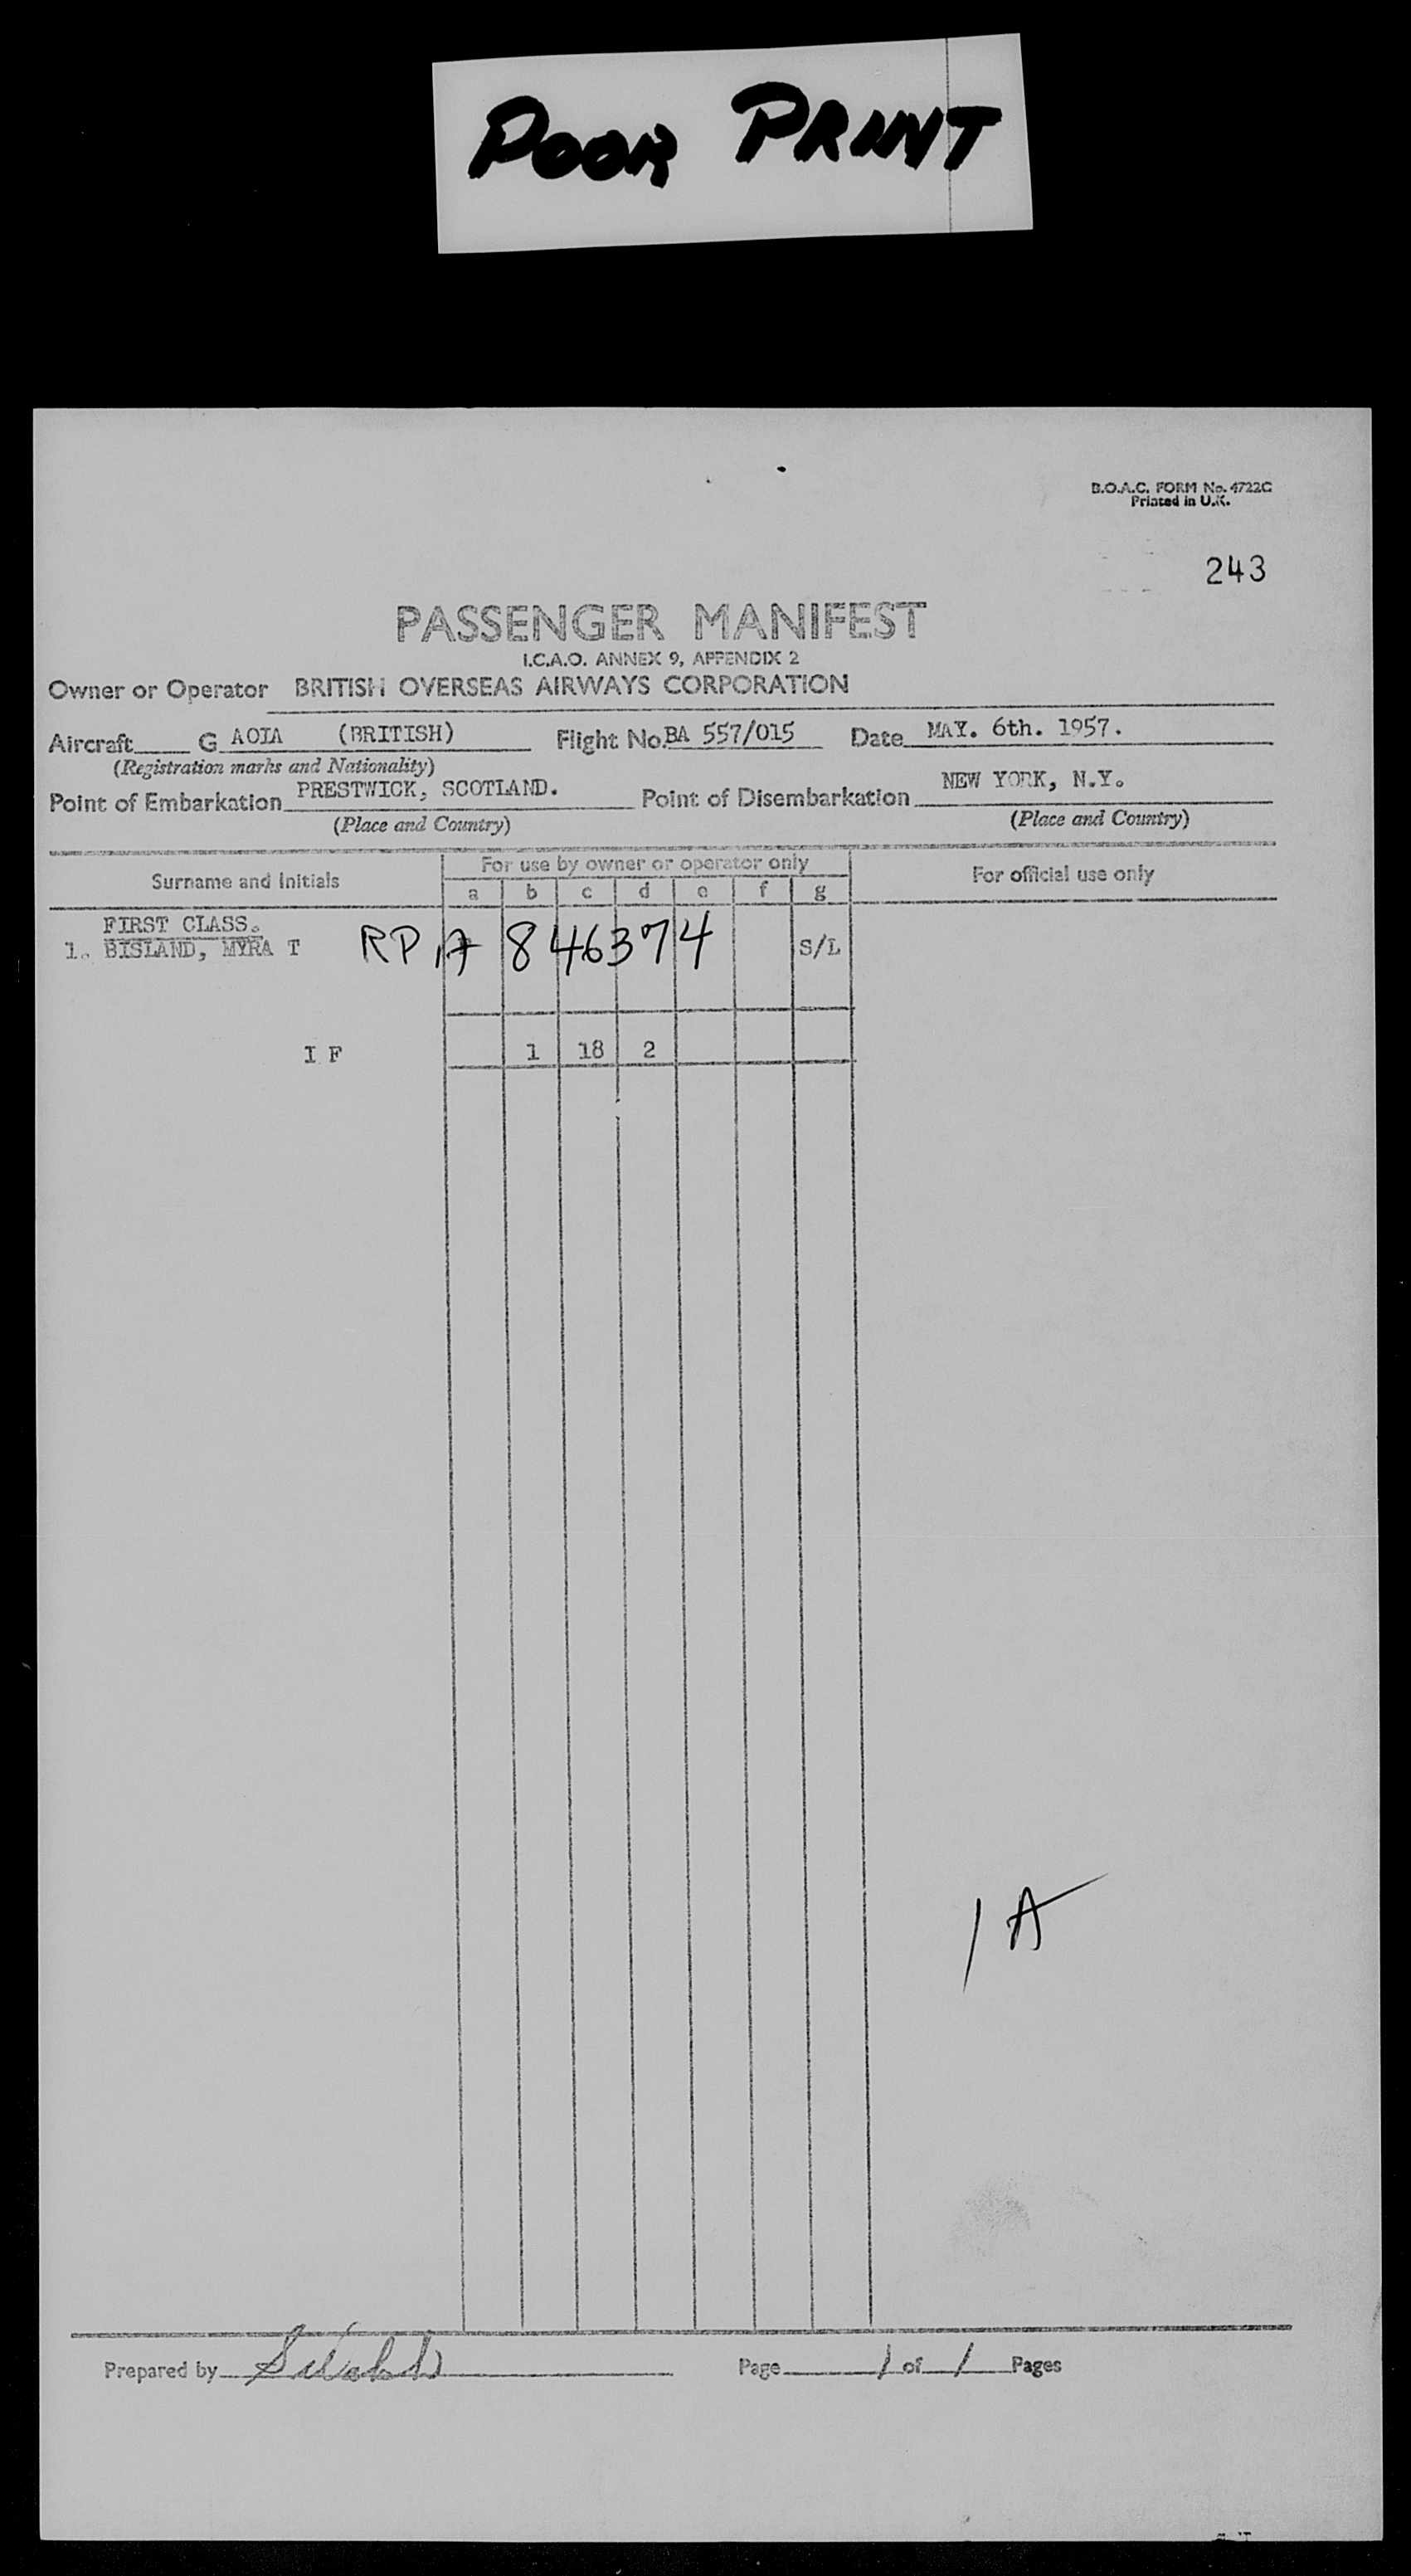 POOR PRINT
B.O.A.C. FORM No. 4722C
Printed in U.K.
243
PASSENGER MANIFEST
I.C.A.O. ANNEX 9, APPENDIX 2
Owner or Operator BRITISH OVERSEAS AIRWAYS CORPORATION
Aircraft G AOIA (BRITISH) Flight No. BA 557/015 Date MAY. 6th. 1957.
(Registration marks and Nationality)
Point of Embarkation PRESTWICK, SCOTLAND. Point of Disembarkation NEW YORK, N.Y.
(Place and Country) (Place and Country)
Surname and Initials For use by owner or operator only For official use only
a b c d e f g
FIRST CLASS.
1. BISLAND, MYRA T RP A 846374 S/L
I F 1 18 2
1 A
Prepared by Page 1 of 1 Pages